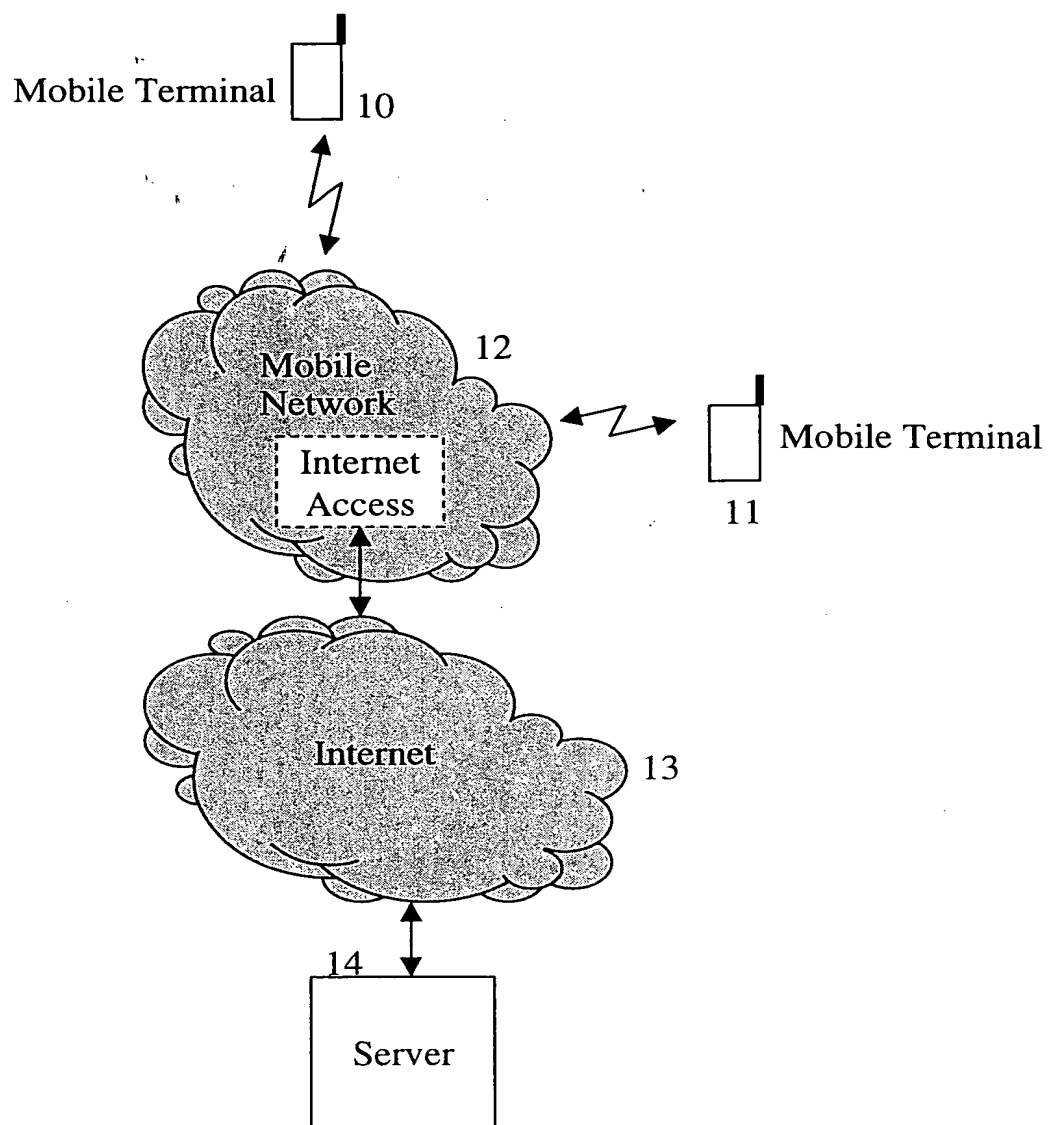 Mobile Terminal
10
12
Mobile
Network
Internet
Access
Mobile Terminal
11
Internet
13
14
Server